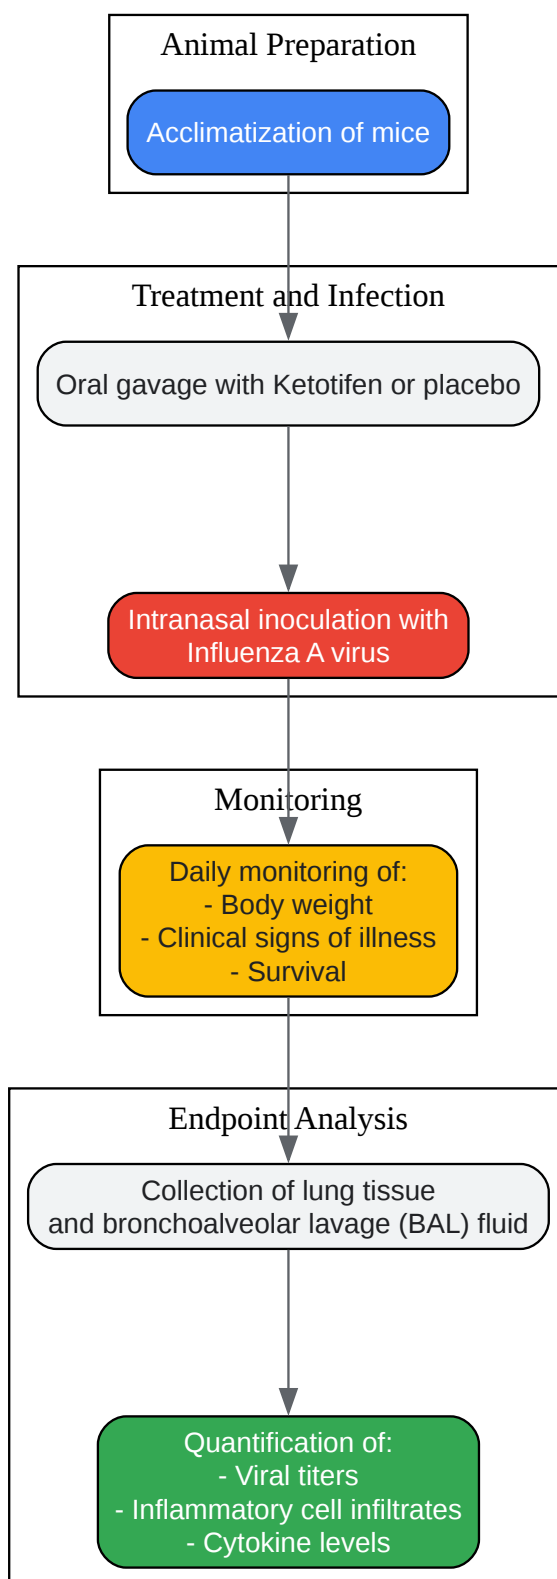 Animal Preparation
Acclimatization of mice
Treatment and Infection
Oral gavage with Ketotifen or placebo
Intranasal inoculation with
Influenza A virus
Monitoring
Daily monitoring of:
- Body weight
- Clinical signs of illness
- Survival
Endpoint Analysis
Collection of lung tissue
and bronchoalveolar lavage (BAL) fluid
Quantification of:
- Viral titers
- Inflammatory cell infiltrates
- Cytokine levels